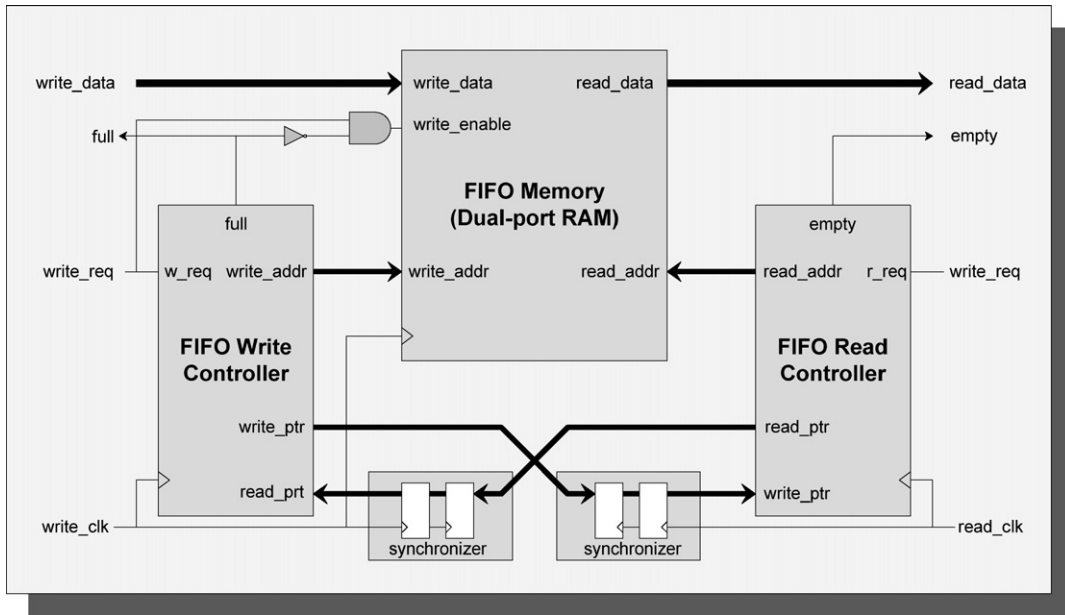 write_data
write_data
read_data
read_data
full
write_enable
empty
FIFO Memory
(Dual-port RAM)
full
empty
write_req
w_req
write_addr
write_addr
read_addr
read_addr
r_req
write_req
FIFO Write
Controller
FIFO Read
Controller
write_ptr
read_ptr
read_prt
write_ptr
write_clk
read_clk
synchronizer
synchronizer